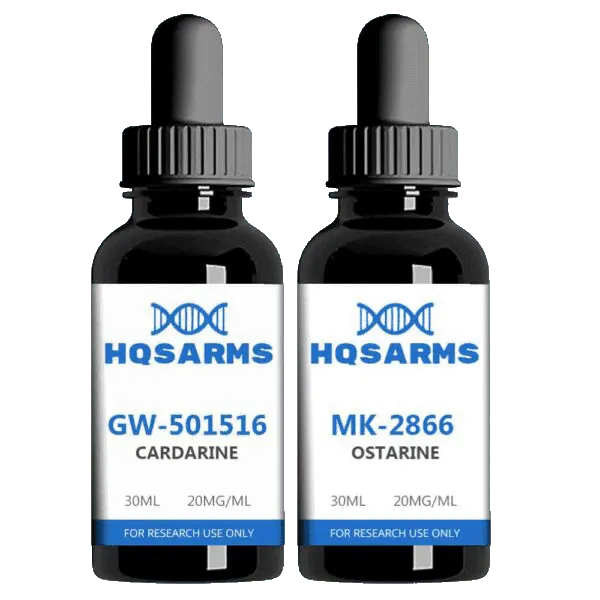 HQSARMS
GW-501516
CARDARINE
30ML 20MG/ML
FOR RESEARCH USE ONLY
HQSARMS
MK-2866
OSTARINE
30ML 20MG/ML
FOR RESEARCH USE ONLY